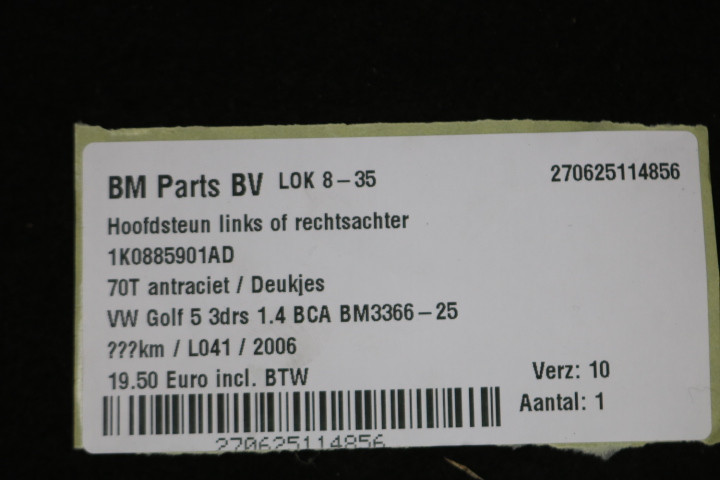 BM Parts BV LOK 8-35 270625114856
Hoofdsteun links of rechtsachter
1K0885901AD
70T antraciet / Deukjes
VW Golf 5 3drs 1.4 BCA BM3366-25
???km / L041 / 2006
19.50 Euro incl. BTW
Verz: 10
Aantal: 1
270625114856